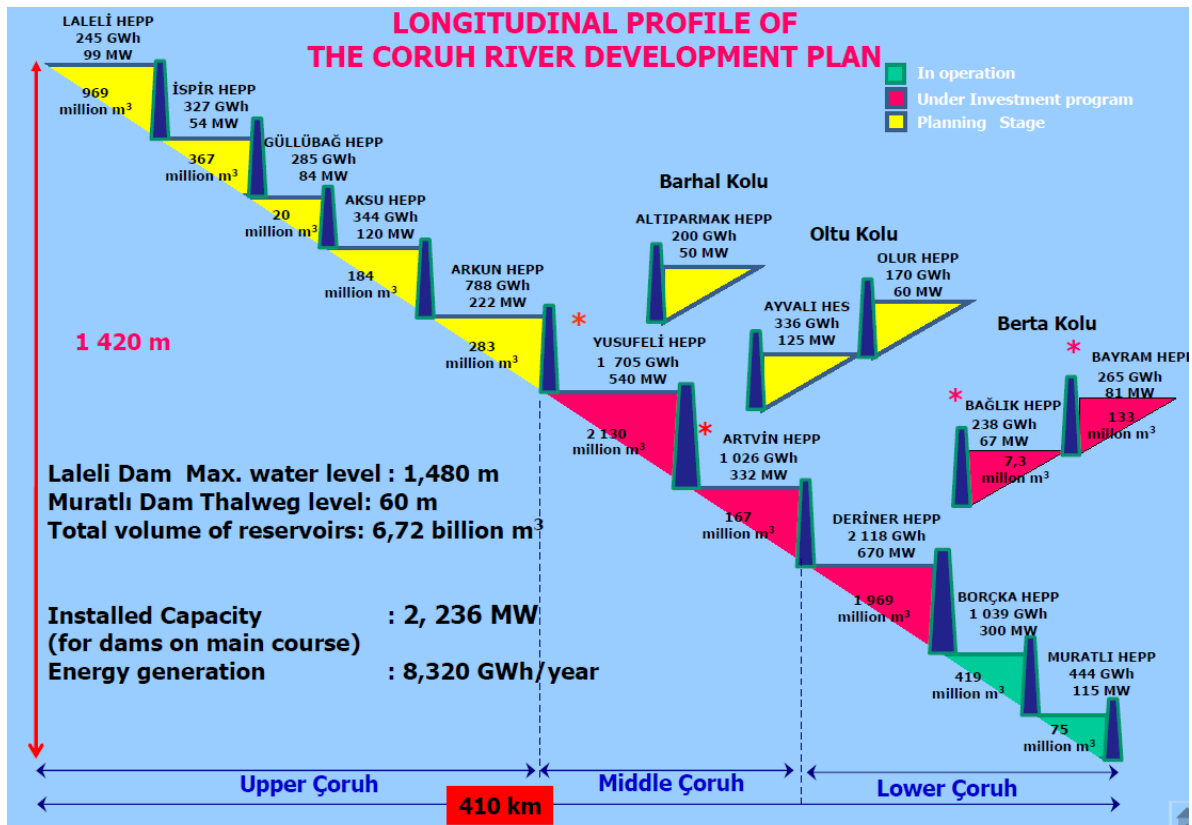 LONGITUDINAL PROFILE OF
THE CORUH RIVER DEVELOPMENT PLAN
In operation
Under Investment program
Planning Stage
LALELİ HEPP
245 GWh
99 MW
969
million m³
İSPİR HEPP
327 GWh
54 MW
367
million m³
GÜLLÜBAĞ HEPP
285 GWh
84 MW
20
million m³
AKSU HEPP
344 GWh
120 MW
184
million m³
ARKUN HEPP
788 GWh
222 MW
283
million m³
*
YUSUFELİ HEPP
1 705 GWh
540 MW
2 130
million m³
*
ARTVİN HEPP
1 026 GWh
332 MW
167
million m³
DERİNER HEPP
2 118 GWh
670 MW
1 969
million m³
BORÇKA HEPP
1 039 GWh
300 MW
419
million m³
MURATLI HEPP
444 GWh
115 MW
75
million m³
Barhal Kolu
ALTIPARMAK HEPP
200 GWh
50 MW
Oltu Kolu
OLUR HEPP
170 GWh
60 MW
AYVALI HES
336 GWh
125 MW
Berta Kolu
*
BAYRAM HEPP
265 GWh
81 MW
133
millon m³
*
BAĞLIK HEPP
238 GWh
67 MW
7,3
millon m³
1 420 m
Laleli Dam Max. water level : 1,480 m
Muratlı Dam Thalweg level: 60 m
Total volume of reservoirs: 6,72 billion m³
Installed Capacity : 2, 236 MW
(for dams on main course)
Energy generation : 8,320 GWh/year
Upper Çoruh
Middle Çoruh
Lower Çoruh
410 km